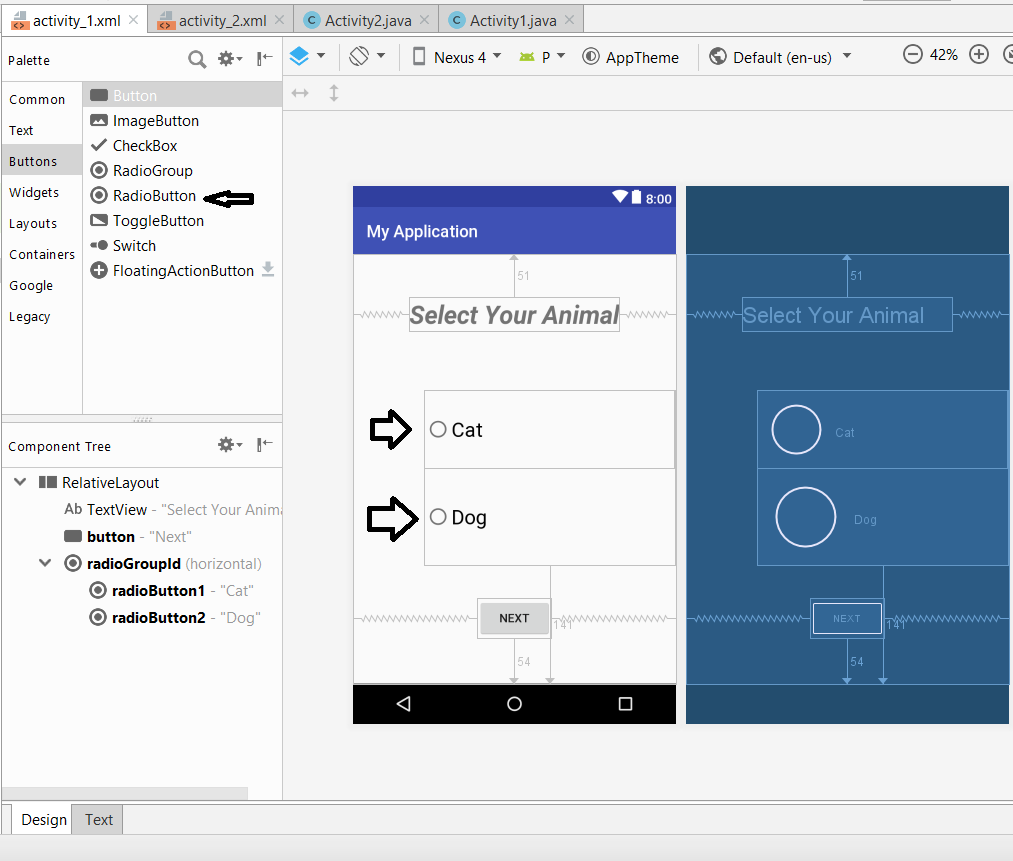 activity_1.xml
activity_2.xml
C Activity2.java
C Activity1.java
Palette
Nexus 4
P
AppTheme
Default (en-us)
42%
Common
Text
Buttons
Widgets
Layouts
Containers
Google
Legacy
Button
ImageButton
CheckBox
RadioGroup
RadioButton
ToggleButton
Switch
FloatingActionButton
8:00
My Application
51
Select Your Animal
Cat
Dog
NEXT
141
54
51
Select Your Animal
Cat
Dog
NEXT
141
54
Component Tree
RelativeLayout
Ab TextView - "Select Your Anima
button - "Next"
radioGroupId (horizontal)
radioButton1 - "Cat"
radioButton2 - "Dog"
Design
Text